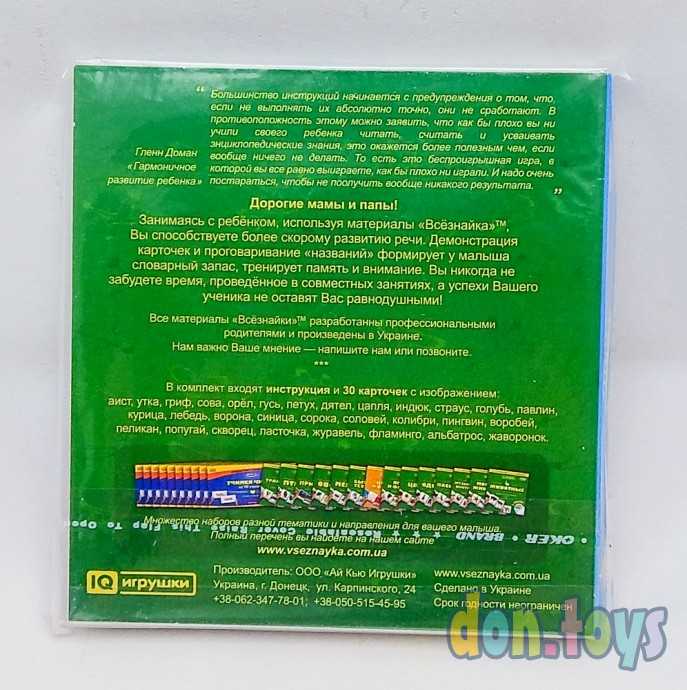 “ Большинство инструкций начинается с предупреждения о том, что,
если не выполнять их абсолютно точно, они не сработают. В
противоположность этому можно заявить, что как бы плохо вы ни
учили своего ребенка читать, считать и усваивать
энциклопедические знания, это окажется более полезным чем, если
вообще ничего не делать. То есть это беспроигрышная игра, в
которой вы все равно выиграете, как бы плохо ни играли. И надо очень
постараться, чтобы не получить вообще никакого результата. ”
Гленн Доман
«Гармоничное
развитие ребенка»
Дорогие мамы и папы!
Занимаясь с ребёнком, используя материалы «Всёзнайка»™,
Вы способствуете более скорому развитию речи. Демонстрация
карточек и проговаривание «названий» формирует у малыша
словарный запас, тренирует память и внимание. Вы никогда не
забудете время, проведённое в совместных занятиях, а успехи Вашего
ученика не оставят Вас равнодушными!
Все материалы «Всёзнайки»™ разработанны профессиональными
родителями и произведены в Украине.
Нам важно Ваше мнение – напишите нам или позвоните.
***
В комплект входят инструкция и 30 карточек с изображением:
аист, утка, гриф, сова, орёл, гусь, петух, дятел, цапля, индюк, страус, голубь, павлин,
курица, лебедь, ворона, синица, сорока, соловей, колибри, пингвин, воробей,
пеликан, попугай, скворец, ласточка, журавель, фламинго, альбатрос, жаворонок.
Множество наборов разной тематики и направления для вашего малыша.
Полный перечень вы найдете на нашем сайте
www.vseznayka.com.ua
OKER ® BRAND ☆ ☆ Resealable Cover Raise This Flap To Ope
IQ игрушки
Производитель: ООО «Ай Кью Игрушки»
Украина, г. Донецк, ул. Карпинского, 24
+38-062-347-78-01; +38-050-515-45-95
www.vseznayka.com.ua
Сделано в Украине
Срок годности неограничен
don.toys